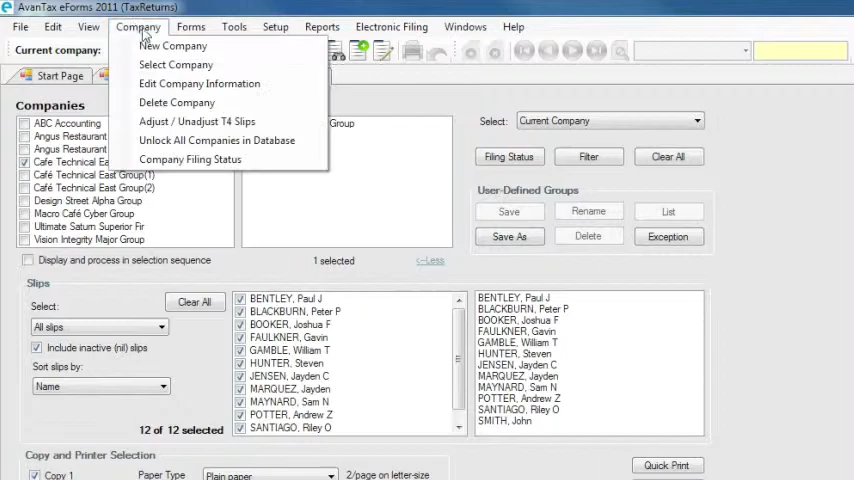 AvanTax eForms 2011 (TaxReturns)
File Edit View Company Forms Tools Setup Reports Electronic Filing Windows Help
Current company:
New Company
Select Company
Edit Company Information
Delete Company
Adjust / Unadjust T4 Slips
Unlock All Companies in Database
Company Filing Status
Start Page
Companies
ABC Accounting
Angus Restaurant
Angus Restaurant
Cafe Technical Ea
Café Technical East Group(1)
Café Technical East Group(2)
Design Street Alpha Group
Macro Café Cyber Group
Ultimate Saturn Superior Fir
Vision Integrity Major Group
Group
Display and process in selection sequence
1 selected
<--Less
Select: Current Company
Filing Status Filter Clear All
User-Defined Groups
Save Rename List
Save As Delete Exception
Slips
Select:
Clear All
All slips
Include inactive (nil) slips
Sort slips by:
Name
12 of 12 selected
BENTLEY, Paul J
BLACKBURN, Peter P
BOOKER, Joshua F
FAULKNER, Gavin
GAMBLE, William T
HUNTER, Steven
JENSEN, Jayden C
MARQUEZ, Jayden
MAYNARD, Sam N
POTTER, Andrew Z
SANTIAGO, Riley O
BENTLEY, Paul J
BLACKBURN, Peter P
BOOKER, Joshua F
FAULKNER, Gavin
GAMBLE, William T
HUNTER, Steven
JENSEN, Jayden C
MARQUEZ, Jayden
MAYNARD, Sam N
POTTER, Andrew Z
SANTIAGO, Riley O
SMITH, John
Copy and Printer Selection
Copy 1
Paper Type
Plain paper
2/page on letter-size
Quick Print